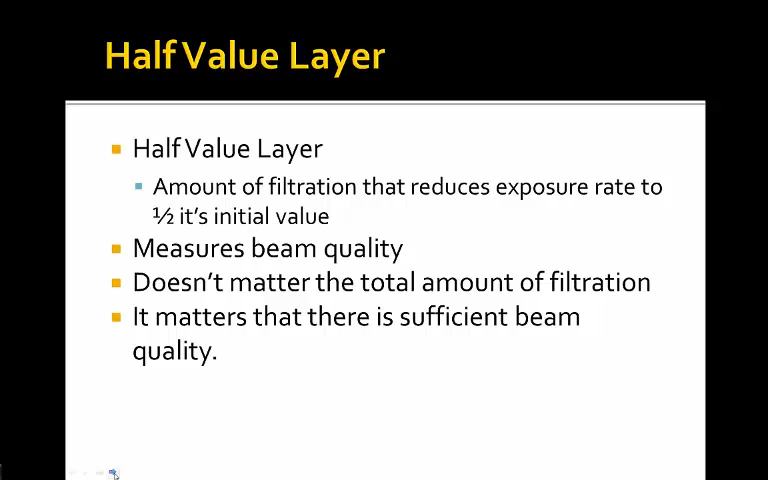 Half Value Layer
Half Value Layer
Amount of filtration that reduces exposure rate to
½ it's initial value
Measures beam quality
Doesn't matter the total amount of filtration
It matters that there is sufficient beam
quality.